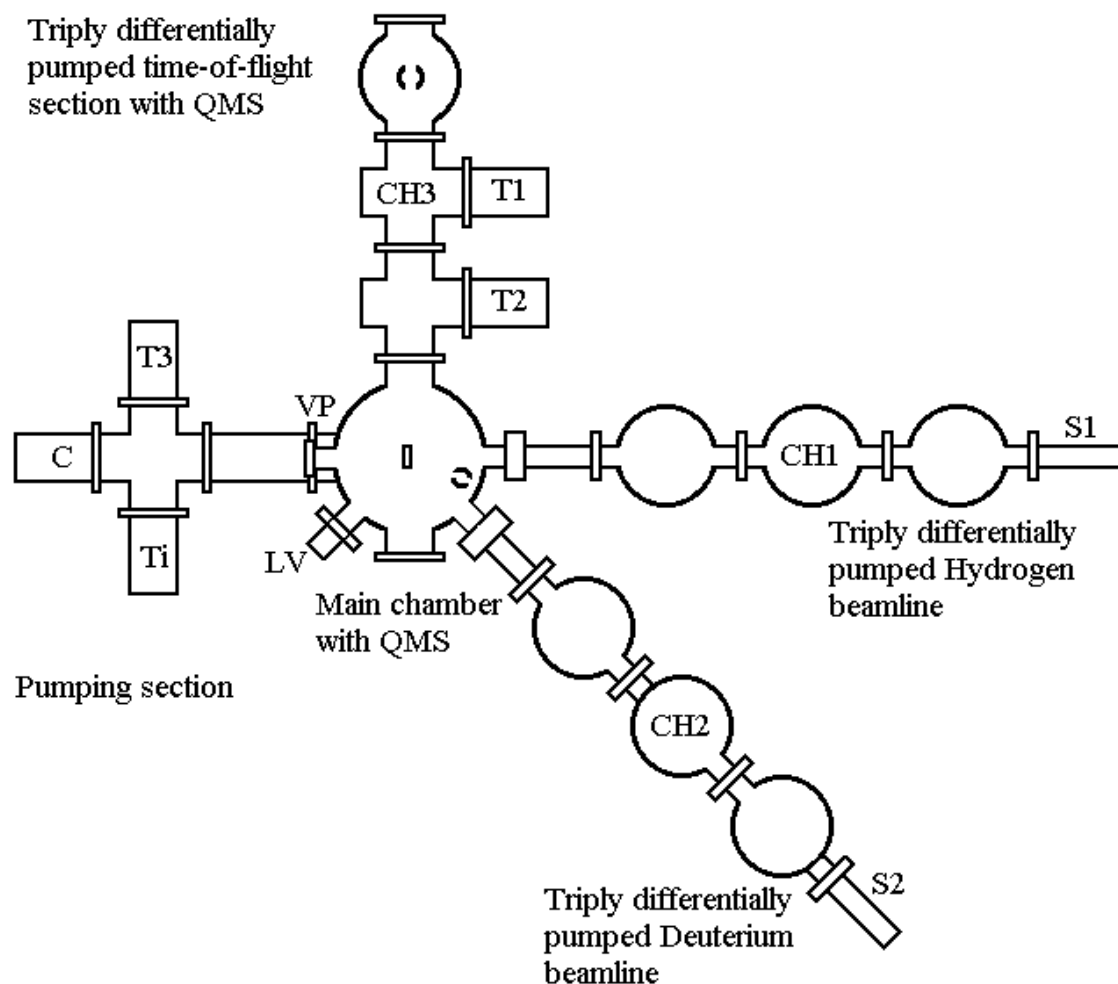 Triply differentially
pumped time-of-flight
section with QMS
CH3
T1
T2
T3
VP
C
Ti
LV
S1
CH1
Triply differentially
pumped Hydrogen
beamline
Main chamber
with QMS
Pumping section
CH2
S2
Triply differentially
pumped Deuterium
beamline